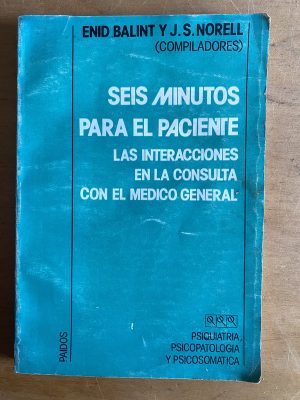 ENID BALINT Y J.S. NORELL
(COMPILADORES)
SEIS MINUTOS
PARA EL PACIENTE
LAS INTERACCIONES
EN LA CONSULTA
CON EL MEDICO GENERAL
PSIQUIATRIA
PSICOPATOLOGIA
Y PSICOSOMATICA
PAIDOS